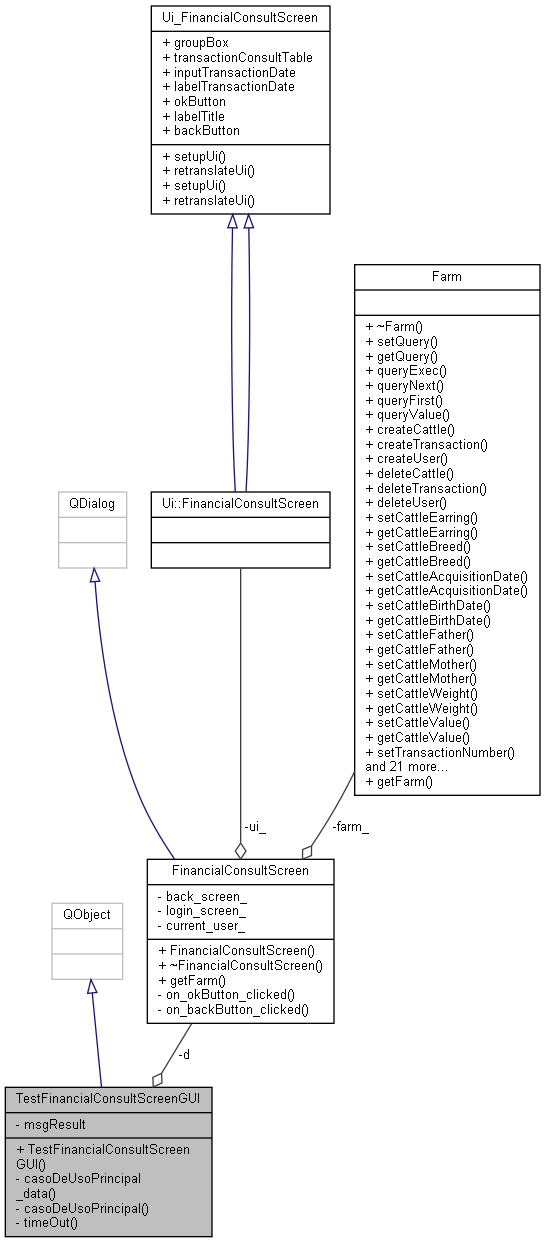 Ui_FinancialConsultScreen
+ groupBox
+ transactionConsultTable
+ inputTransactionDate
+ labelTransactionDate
+ okButton
+ labelTitle
+ backButton
+ setupUi()
+ retranslateUi()
+ setupUi()
+ retranslateUi()
Farm
+ ~Farm()
+ setQuery()
+ getQuery()
+ queryExec()
+ queryNext()
+ queryFirst()
+ queryValue()
+ createCattle()
+ createTransaction()
+ createUser()
+ deleteCattle()
+ deleteTransaction()
+ deleteUser()
+ setCattleEarring()
+ getCattleEarring()
+ setCattleBreed()
+ getCattleBreed()
+ setCattleAcquisitionDate()
+ getCattleAcquisitionDate()
+ setCattleBirthDate()
+ getCattleBirthDate()
+ setCattleFather()
+ getCattleFather()
+ setCattleMother()
+ getCattleMother()
+ setCattleWeight()
+ getCattleWeight()
+ setCattleValue()
+ getCattleValue()
+ setTransactionNumber()
and 21 more...
+ getFarm()
QDialog
Ui::FinancialConsultScreen
-ui_
-farm_
FinancialConsultScreen
- back_screen_
- login_screen_
- current_user_
+ FinancialConsultScreen()
+ ~FinancialConsultScreen()
+ getFarm()
- on_okButton_clicked()
- on_backButton_clicked()
QObject
-d
TestFinancialConsultScreenGUI
- msgResult
+ TestFinancialConsultScreen
GUI()
- casoDeUsoPrincipal
_data()
- casoDeUsoPrincipal()
- timeOut()